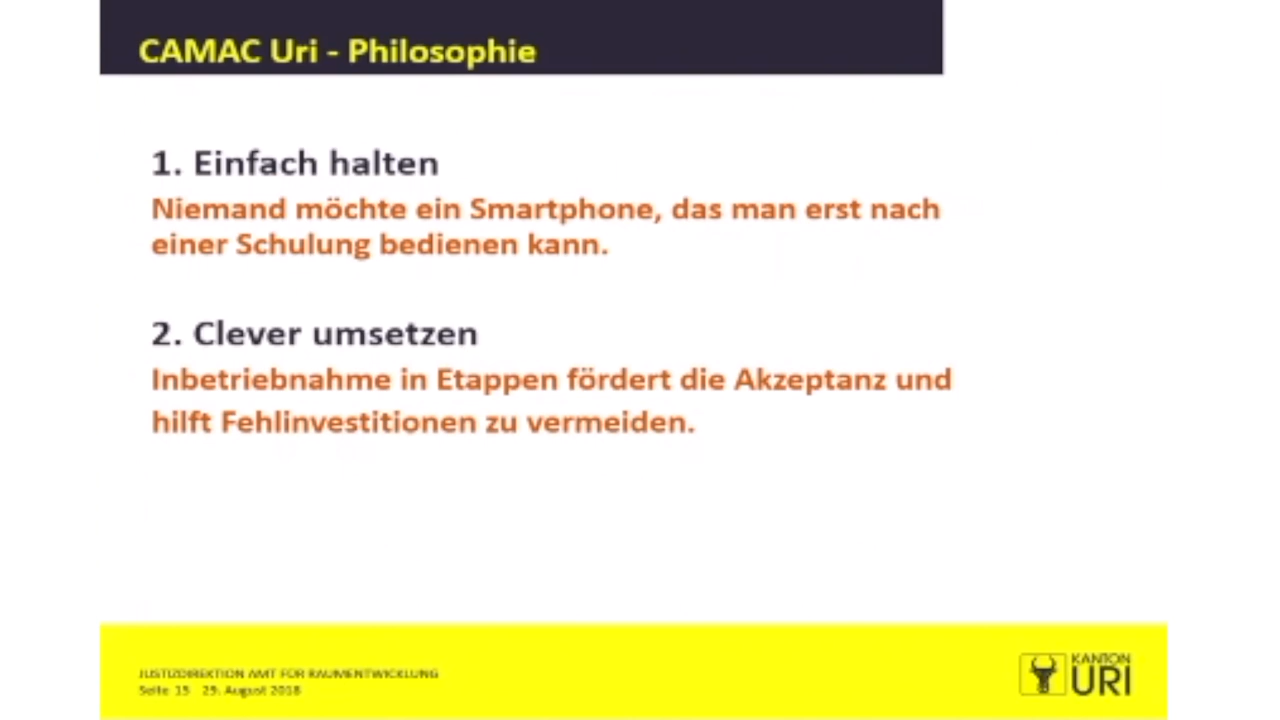 CAMAC Uri - Philosophie
1. Einfach halten
Niemand möchte ein Smartphone, das man erst nach
einer Schulung bedienen kann.
2. Clever umsetzen
Inbetriebnahme in Etappen fördert die Akzeptanz und
hilft Fehlinvestitionen zu vermeiden.
JUSTIZDIREKTION AMT FÜR RAUMENTWICKLUNG
Seite 15 29. August 2018
KANTON
URI